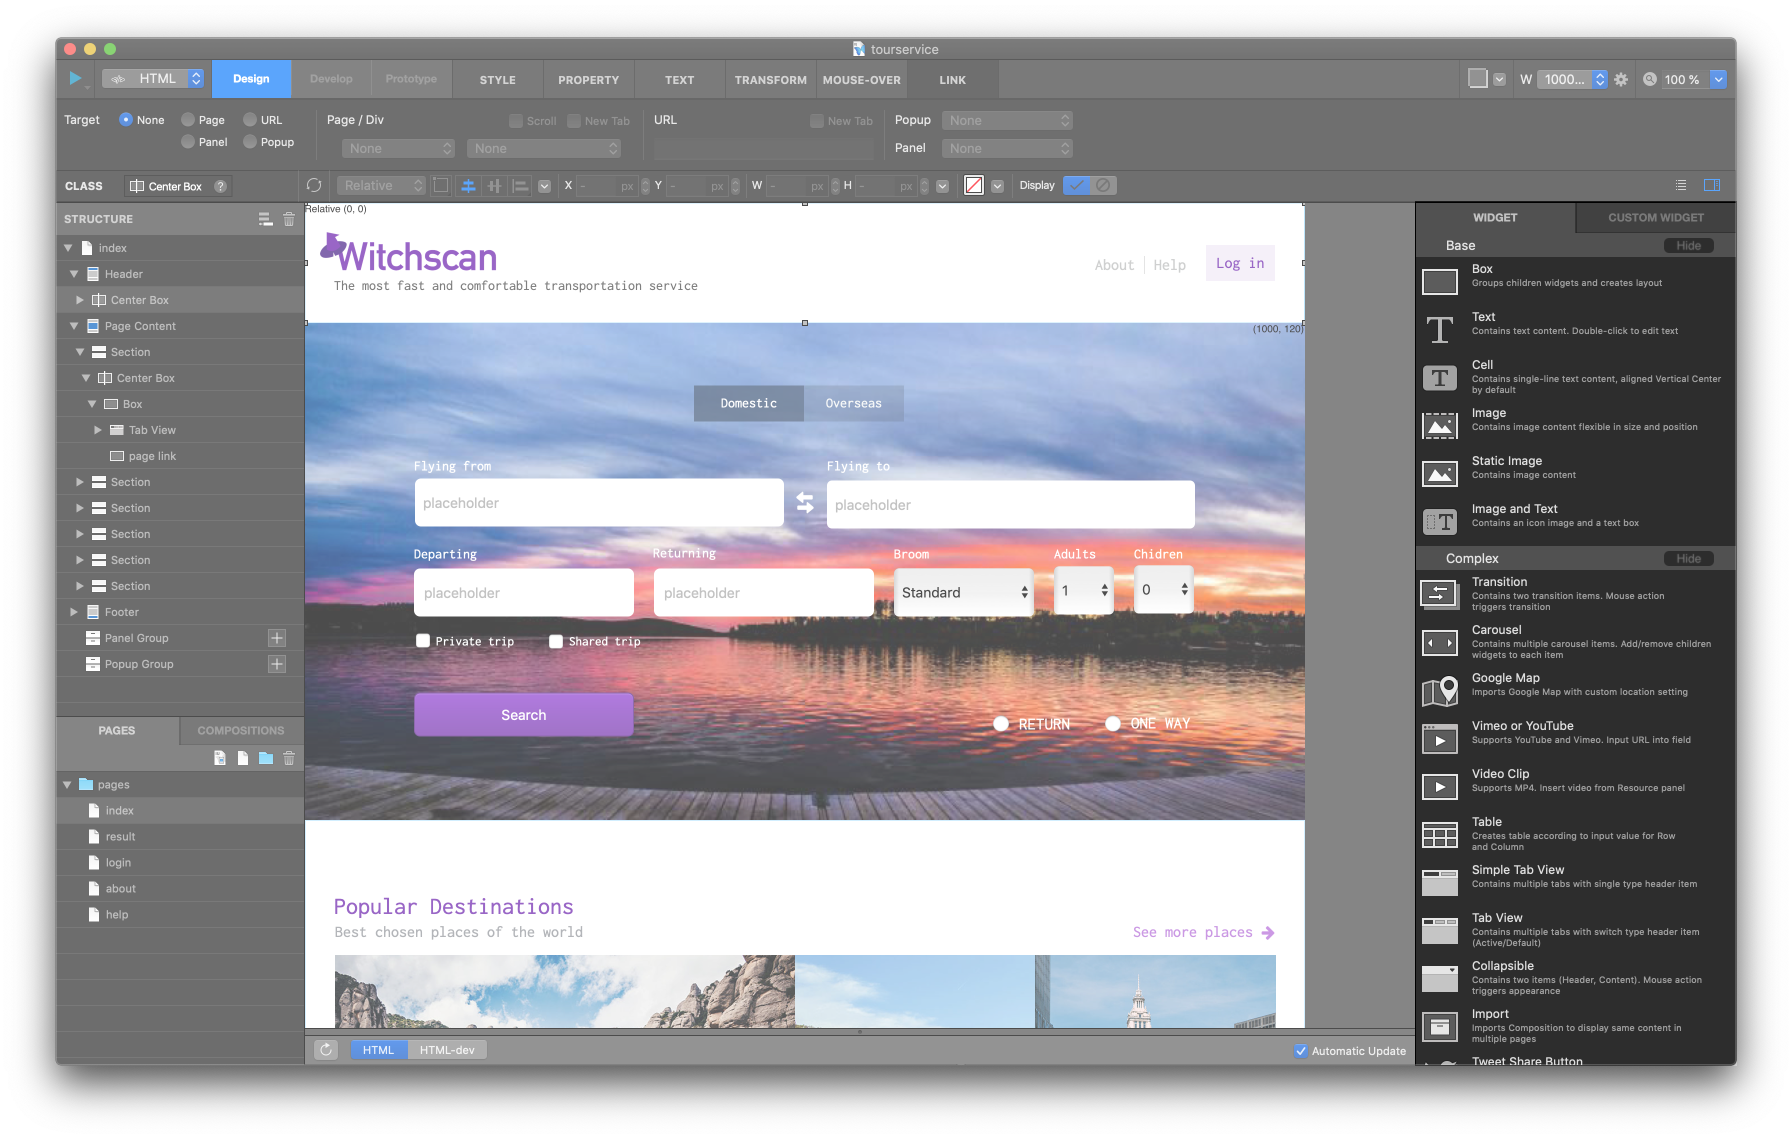 tourservice
HTML
Design
Develop
Prototype
STYLE
PROPERTY
TEXT
TRANSFORM
MOUSE-OVER
LINK
W 1000...
100 %
Target
None
Page
URL
Panel
Popup
Page / Div
Scroll
New Tab
None
None
URL
New Tab
Popup
None
Panel
None
CLASS
Center Box
?
Relative
X - px
Y - px
W - px
H - px
Display
STRUCTURE
index
Header
Center Box
Page Content
Section
Center Box
Box
Tab View
page link
Section
Section
Section
Section
Section
Footer
Panel Group
Popup Group
PAGES
COMPOSITIONS
pages
index
result
login
about
help
Relative (0, 0)
Witchscan
The most fast and comfortable transportation service
About
Help
Log in
(1000, 120)
Domestic
Overseas
Flying from
Flying to
placeholder
placeholder
Departing
Returning
Broom
Adults
Chidren
placeholder
placeholder
Standard
1
0
Private trip
Shared trip
Search
RETURN
ONE WAY
Popular Destinations
Best chosen places of the world
See more places
HTML
HTML-dev
Automatic Update
WIDGET
CUSTOM WIDGET
Base
Hide
Box
Groups children widgets and creates layout
Text
Contains text content. Double-click to edit text
Cell
Contains single-line text content, aligned Vertical Center
by default
Image
Contains image content flexible in size and position
Static Image
Contains image content
Image and Text
Contains an icon image and a text box
Complex
Hide
Transition
Contains two transition items. Mouse action
triggers transition
Carousel
Contains multiple carousel items. Add/remove children
widgets to each item
Google Map
Imports Google Map with custom location setting
Vimeo or YouTube
Supports YouTube and Vimeo. Input URL into field
Video Clip
Supports MP4. Insert video from Resource panel
Table
Creates table according to input value for Row
and Column
Simple Tab View
Contains multiple tabs with single type header item
Tab View
Contains multiple tabs with switch type header item
(Active/Default)
Collapsible
Contains two items (Header, Content). Mouse action
triggers appearance
Import
Imports Composition to display same content in
multiple pages
Tweet Share Button